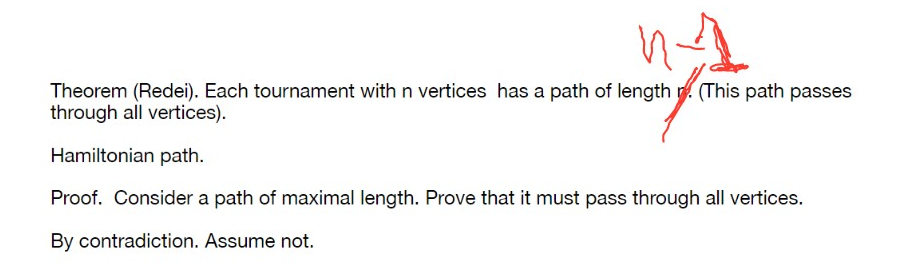 n-1
Theorem (Redei). Each tournament with n vertices has a path of length n. (This path passes
through all vertices).
Hamiltonian path.
Proof. Consider a path of maximal length. Prove that it must pass through all vertices.
By contradiction. Assume not.